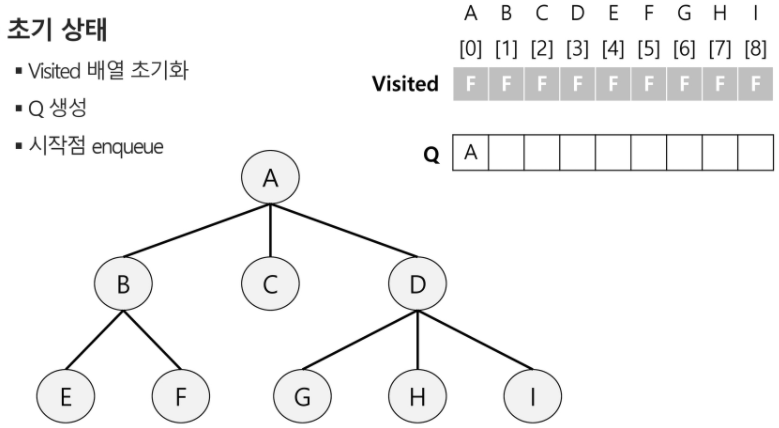 초기 상태
▪ Visited 배열 초기화
▪ Q 생성
▪ 시작점 enqueue
A B C D E F G H I
[0] [1] [2] [3] [4] [5] [6] [7] [8]
Visited F F F F F F F F F
Q A
A
B C D
E F G H I